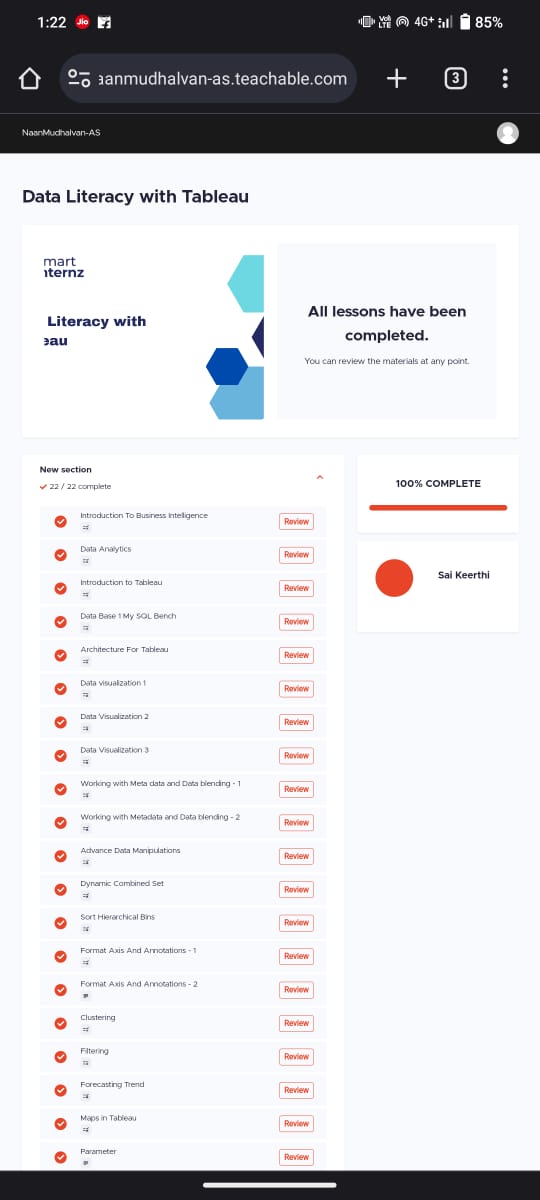 1:22
Jio
Vo))
LTE
4G+
85%
aanmudhalvan-as.teachable.com
3
NaanMudhalvan-AS
Data Literacy with Tableau
mart
iternz
Literacy with
eau
All lessons have been
completed.
You can review the materials at any point.
New section
22 / 22 complete
100% COMPLETE
Sai Keerthi
Introduction To Business Intelligence
Review
Data Analytics
Review
Introduction to Tableau
Review
Data Base 1 My SQL Bench
Review
Architecture For Tableau
Review
Data visualization 1
Review
Data Visualization 2
Review
Data Visualization 3
Review
Working with Meta data and Data blending - 1
Review
Working with Metadata and Data blending - 2
Review
Advance Data Manipulations
Review
Dynamic Combined Set
Review
Sort Hierarchical Bins
Review
Format Axis And Annotations - 1
Review
Format Axis And Annotations - 2
Review
Clustering
Review
Filtering
Review
Forecasting Trend
Review
Maps in Tableau
Review
Parameter
Review